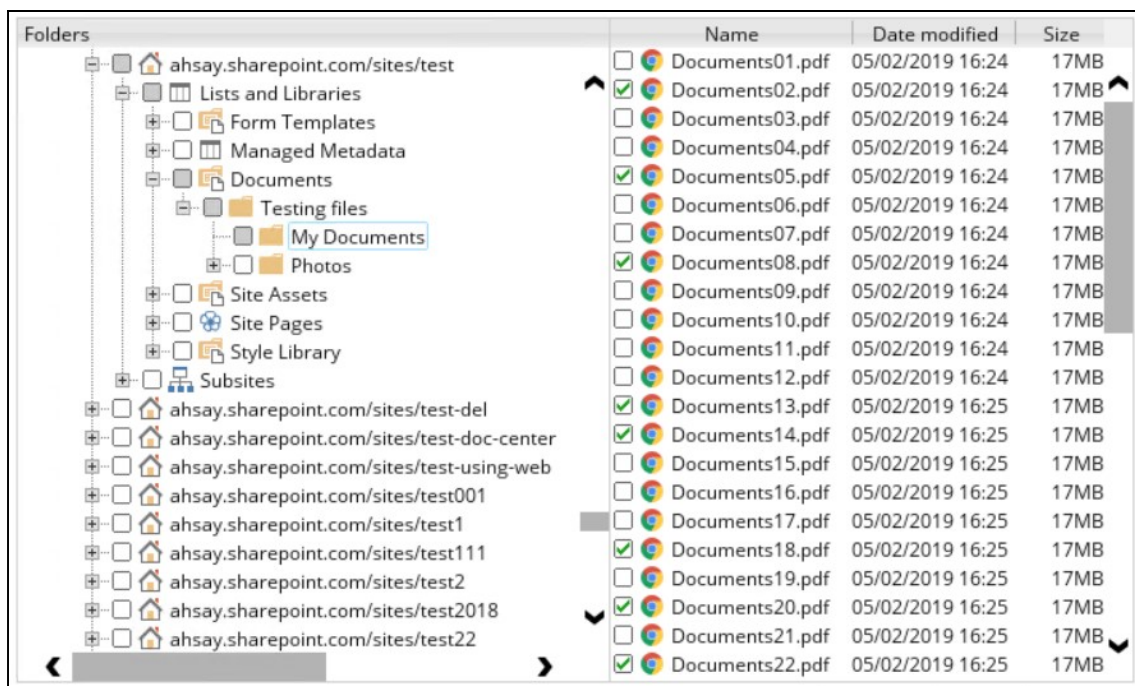 Folders
ahsay.sharepoint.com/sites/test
Lists and Libraries
Form Templates
Managed Metadata
Documents
Testing files
My Documents
Photos
Site Assets
Site Pages
Style Library
Subsites
ahsay.sharepoint.com/sites/test-del
ahsay.sharepoint.com/sites/test-doc-center
ahsay.sharepoint.com/sites/test-using-web
ahsay.sharepoint.com/sites/test001
ahsay.sharepoint.com/sites/test1
ahsay.sharepoint.com/sites/test111
ahsay.sharepoint.com/sites/test2
ahsay.sharepoint.com/sites/test2018
ahsay.sharepoint.com/sites/test22
Name Date modified Size
Documents01.pdf 05/02/2019 16:24 17MB
Documents02.pdf 05/02/2019 16:24 17MB
Documents03.pdf 05/02/2019 16:24 17MB
Documents04.pdf 05/02/2019 16:24 17MB
Documents05.pdf 05/02/2019 16:24 17MB
Documents06.pdf 05/02/2019 16:24 17MB
Documents07.pdf 05/02/2019 16:24 17MB
Documents08.pdf 05/02/2019 16:24 17MB
Documents09.pdf 05/02/2019 16:24 17MB
Documents10.pdf 05/02/2019 16:24 17MB
Documents11.pdf 05/02/2019 16:24 17MB
Documents12.pdf 05/02/2019 16:24 17MB
Documents13.pdf 05/02/2019 16:25 17MB
Documents14.pdf 05/02/2019 16:25 17MB
Documents15.pdf 05/02/2019 16:25 17MB
Documents16.pdf 05/02/2019 16:25 17MB
Documents17.pdf 05/02/2019 16:25 17MB
Documents18.pdf 05/02/2019 16:25 17MB
Documents19.pdf 05/02/2019 16:25 17MB
Documents20.pdf 05/02/2019 16:25 17MB
Documents21.pdf 05/02/2019 16:25 17MB
Documents22.pdf 05/02/2019 16:25 17MB